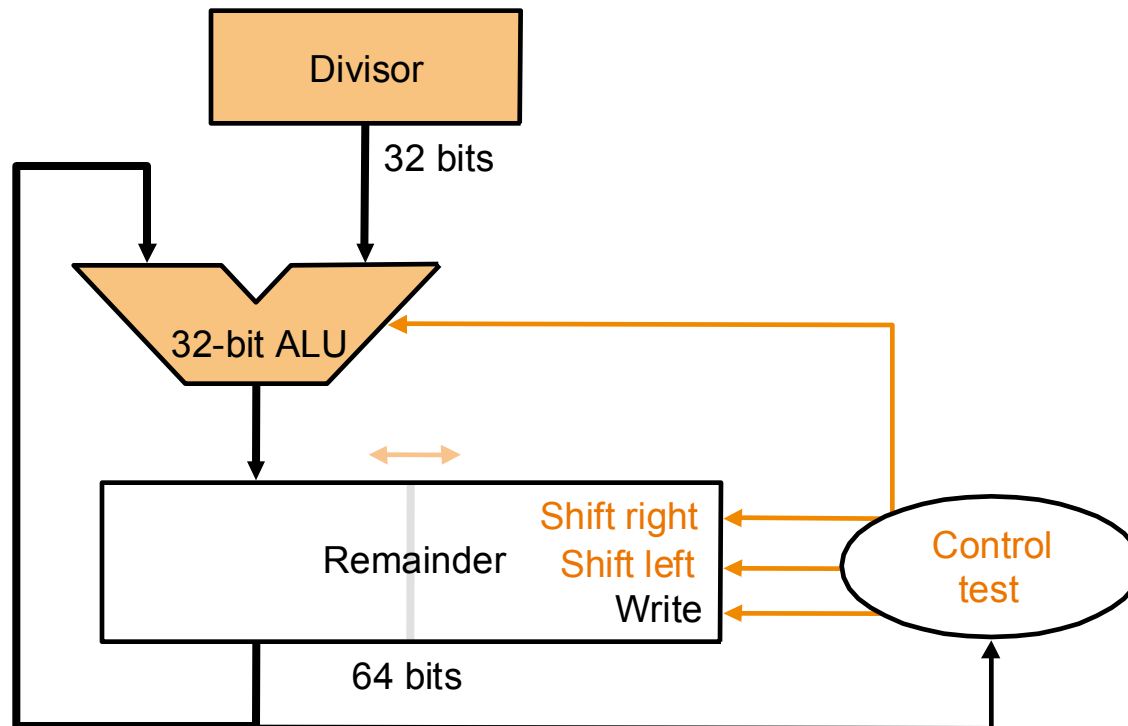 Divisor
32 bits
32-bit ALU
Shift right
Remainder
Shift left
Write
Control
test
64 bits